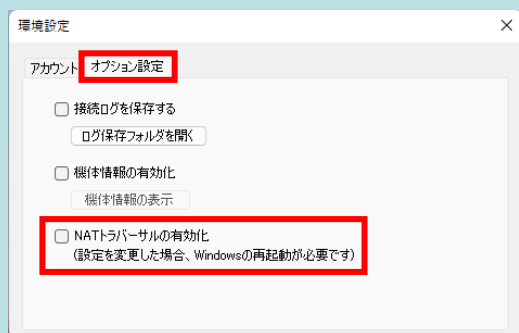 環境設定
アカウント オプション設定
接続ログを保存する
ログ保存フォルダを開く
機体情報の有効化
機体情報の表示
NATトラバーサルの有効化
(設定を変更した場合、Windowsの再起動が必要です)